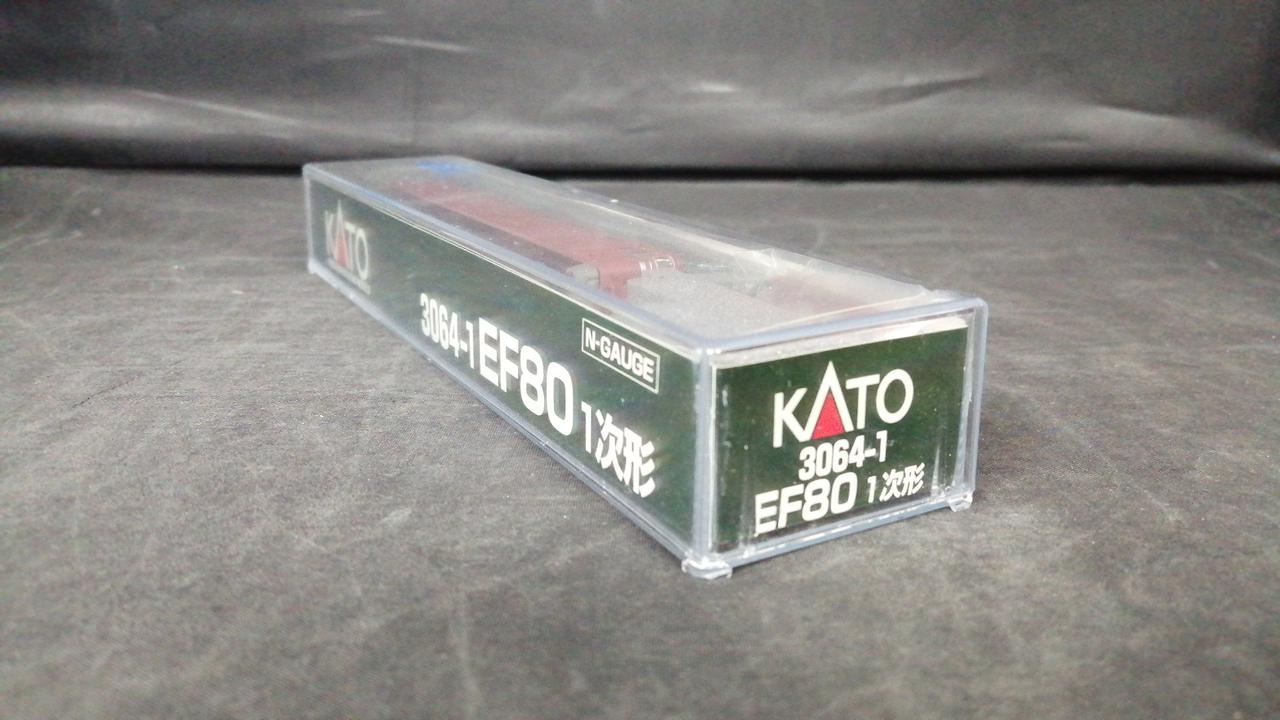 KATO
3064-1 EF80 1次形
N-GAUGE
KATO
3064-1
EF80 1次形